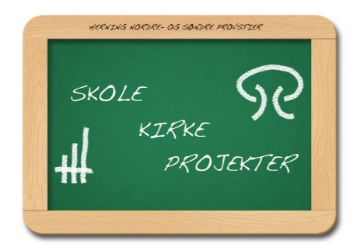 HERNING NORDRE- OG SØNDRE PROVSTIER
SKOLE
KIRKE
PROJEKTER